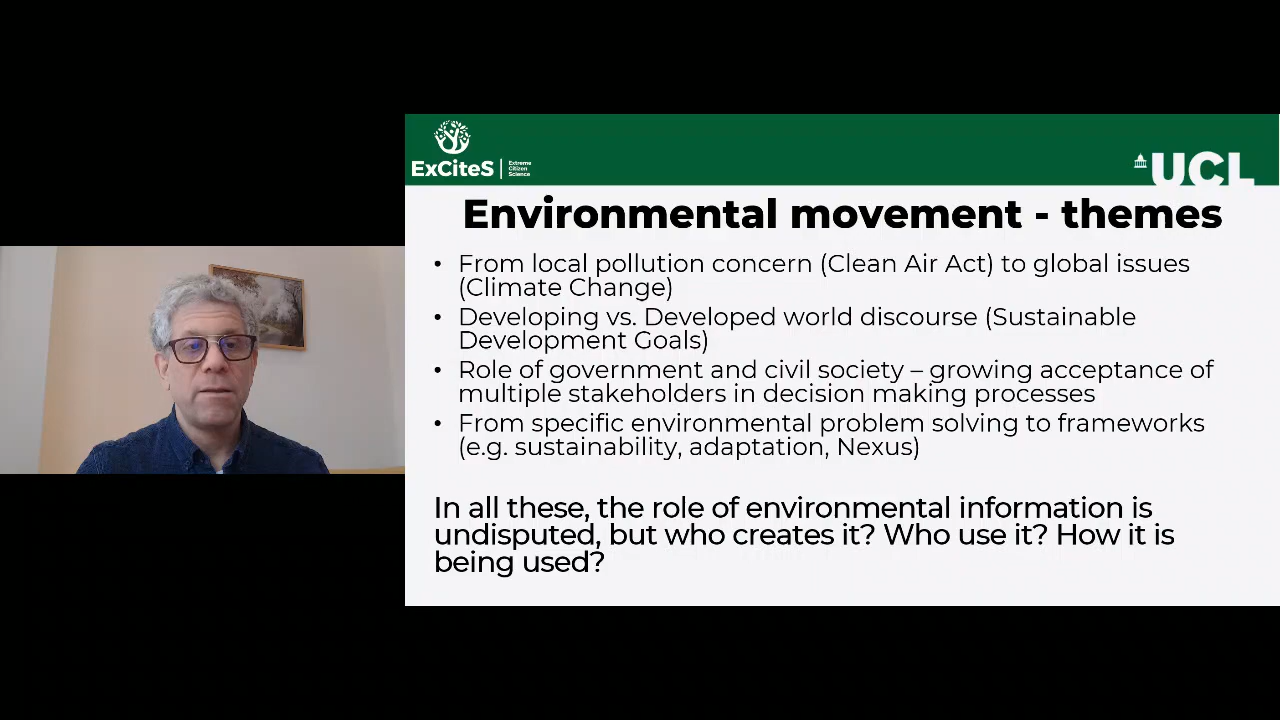 ExCiteS
Extreme
Citizen
Science
UCL
Environmental movement - themes
• From local pollution concern (Clean Air Act) to global issues
(Climate Change)
• Developing vs. Developed world discourse (Sustainable
Development Goals)
• Role of government and civil society – growing acceptance of
multiple stakeholders in decision making processes
• From specific environmental problem solving to frameworks
(e.g. sustainability, adaptation, Nexus)
In all these, the role of environmental information is
undisputed, but who creates it? Who use it? How it is
being used?